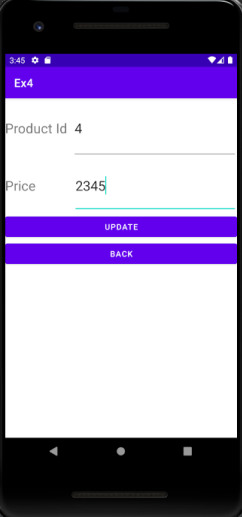 3:45
Ex4
Product Id 4
Price 2345
UPDATE
BACK